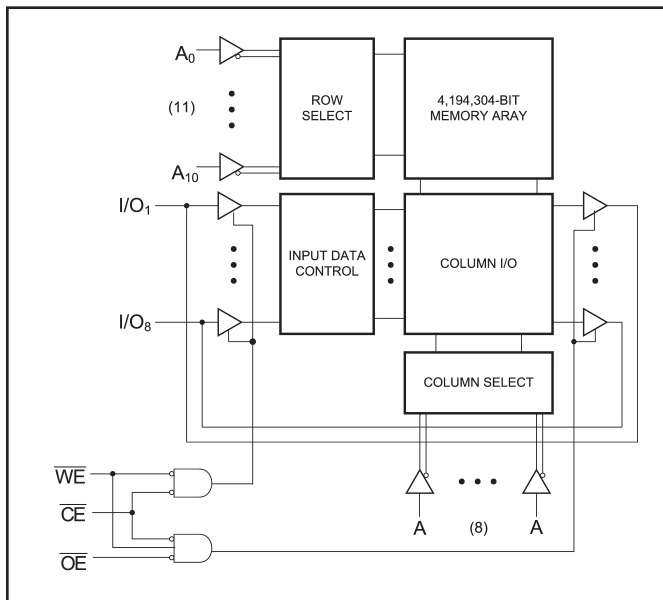 A0
(11)
A10
ROW
SELECT
4,194,304-BIT
MEMORY ARAY
I/O1
I/O8
INPUT DATA
CONTROL
COLUMN I/O
COLUMN SELECT
WE
CE
OE
A
(8)
A